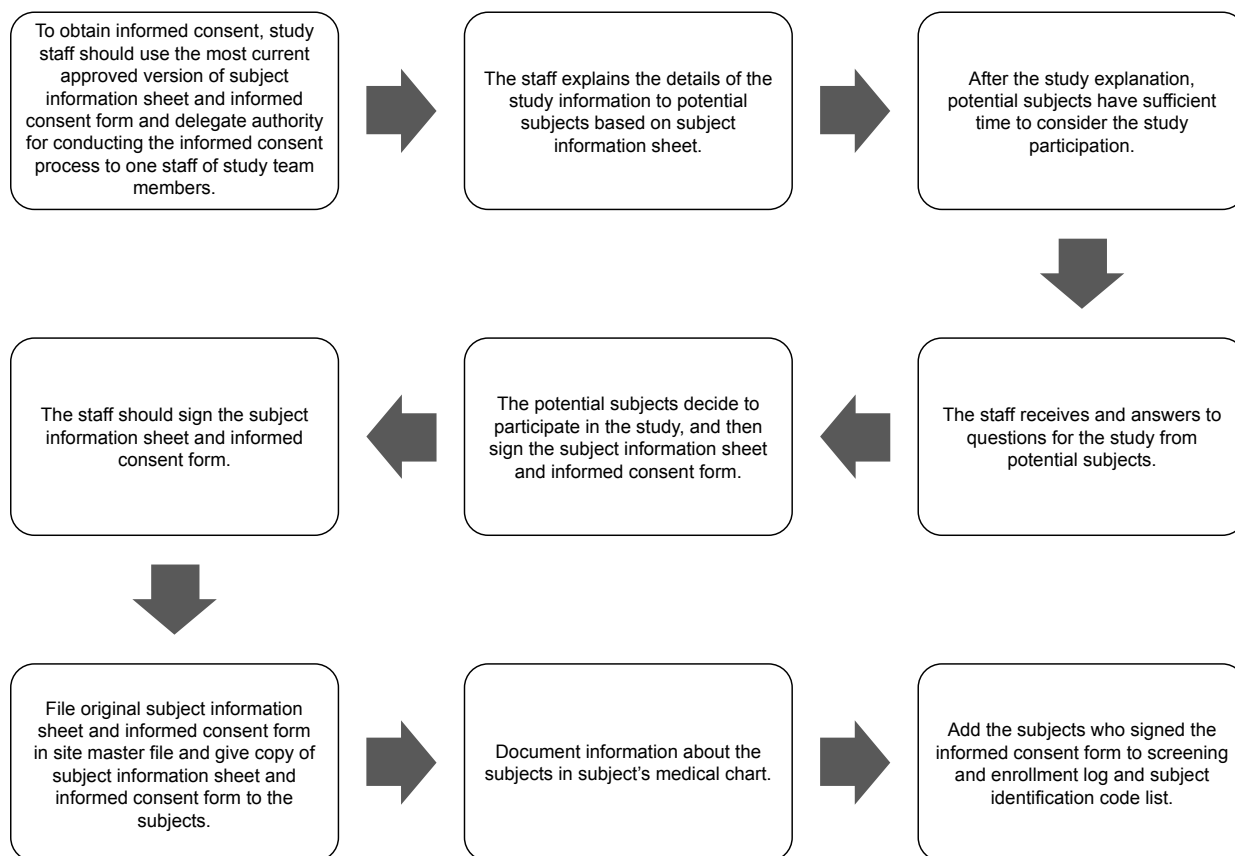 To obtain informed consent, study
staff should use the most current
approved version of subject
information sheet and informed
consent form and delegate authority
for conducting the informed consent
process to one staff of study team
members.
The staff explains the details of the
study information to potential
subjects based on subject
information sheet.
After the study explanation,
potential subjects have sufficient
time to consider the study
participation.
The staff receives and answers to
questions for the study from
potential subjects.
The potential subjects decide to
participate in the study, and then
sign the subject information sheet
and informed consent form.
The staff should sign the subject
information sheet and informed
consent form.
File original subject information
sheet and informed consent form
in site master file and give copy of
subject information sheet and
informed consent form to the
subjects.
Document information about the
subjects in subject’s medical chart.
Add the subjects who signed the
informed consent form to screening
and enrollment log and subject
identification code list.